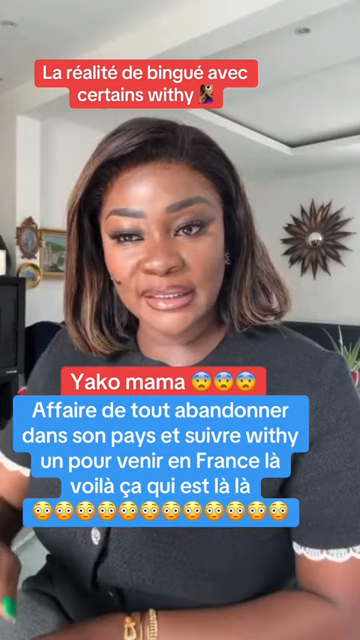 La réalité de bingué avec
certains withy 🤦🏾‍♀️
Yako mama 😨😨😨
Affaire de tout abandonner
dans son pays et suivre withy
un pour venir en France là
voilà ça qui est là là
😳😳😳😳😳😳😳😳😳😳😳😳